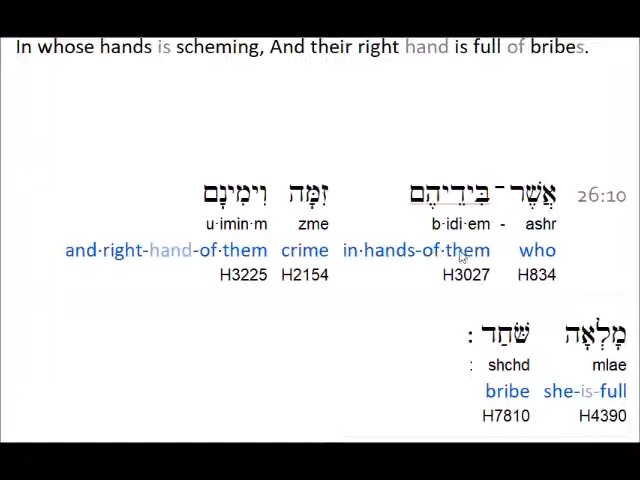 In whose hands is scheming, And their right hand is full of bribes.
26:10 אֲשֶׁר־ בִּידֵיהֶם זִמָּה וִימִינָם
u·imin·m zme b·idi·em - ashr
and·right-hand-of·them crime in·hands-of·them who
H3225 H2154 H3027 H834
מָלְאָה שֹּׁחַד :
: shchd mlae
bribe she-is-full
H7810 H4390